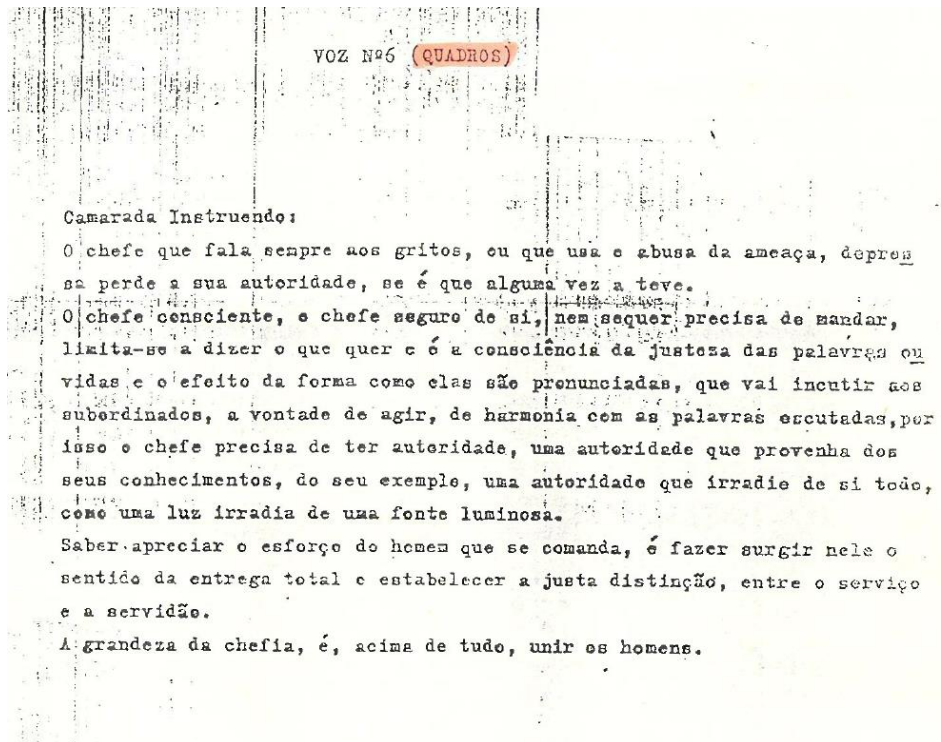 VOZ Nº6 (QUADROS)
Camarada Instruendo:
O chefe que fala sempre aos gritos, ou que usa e abusa da ameaça, depres
sa perde a sua autoridade, se é que alguma vez a teve.
O chefe consciente, o chefe seguro de si, nem sequer precisa de mandar,
limita-se a dizer o que quer e é a consciência da justeza das palavras ou
vidas e o efeito da forma como elas são pronunciadas, que vai incutir aos
subordinados, a vontade de agir, de harmonia com as palavras escutadas,por
isso o chefe precisa de ter autoridade, uma autoridade que provenha dos
seus conhecimentos, do seu exemplo, uma autoridade que irradie de si todo,
como uma luz irradia de uma fonte luminosa.
Saber apreciar o esforço do homem que se comanda, é fazer surgir nele o
sentido da entrega total e estabelecer a justa distinção, entre o serviço
e a servidão.
A grandeza da chefia, é, acima de tudo, unir os homens.